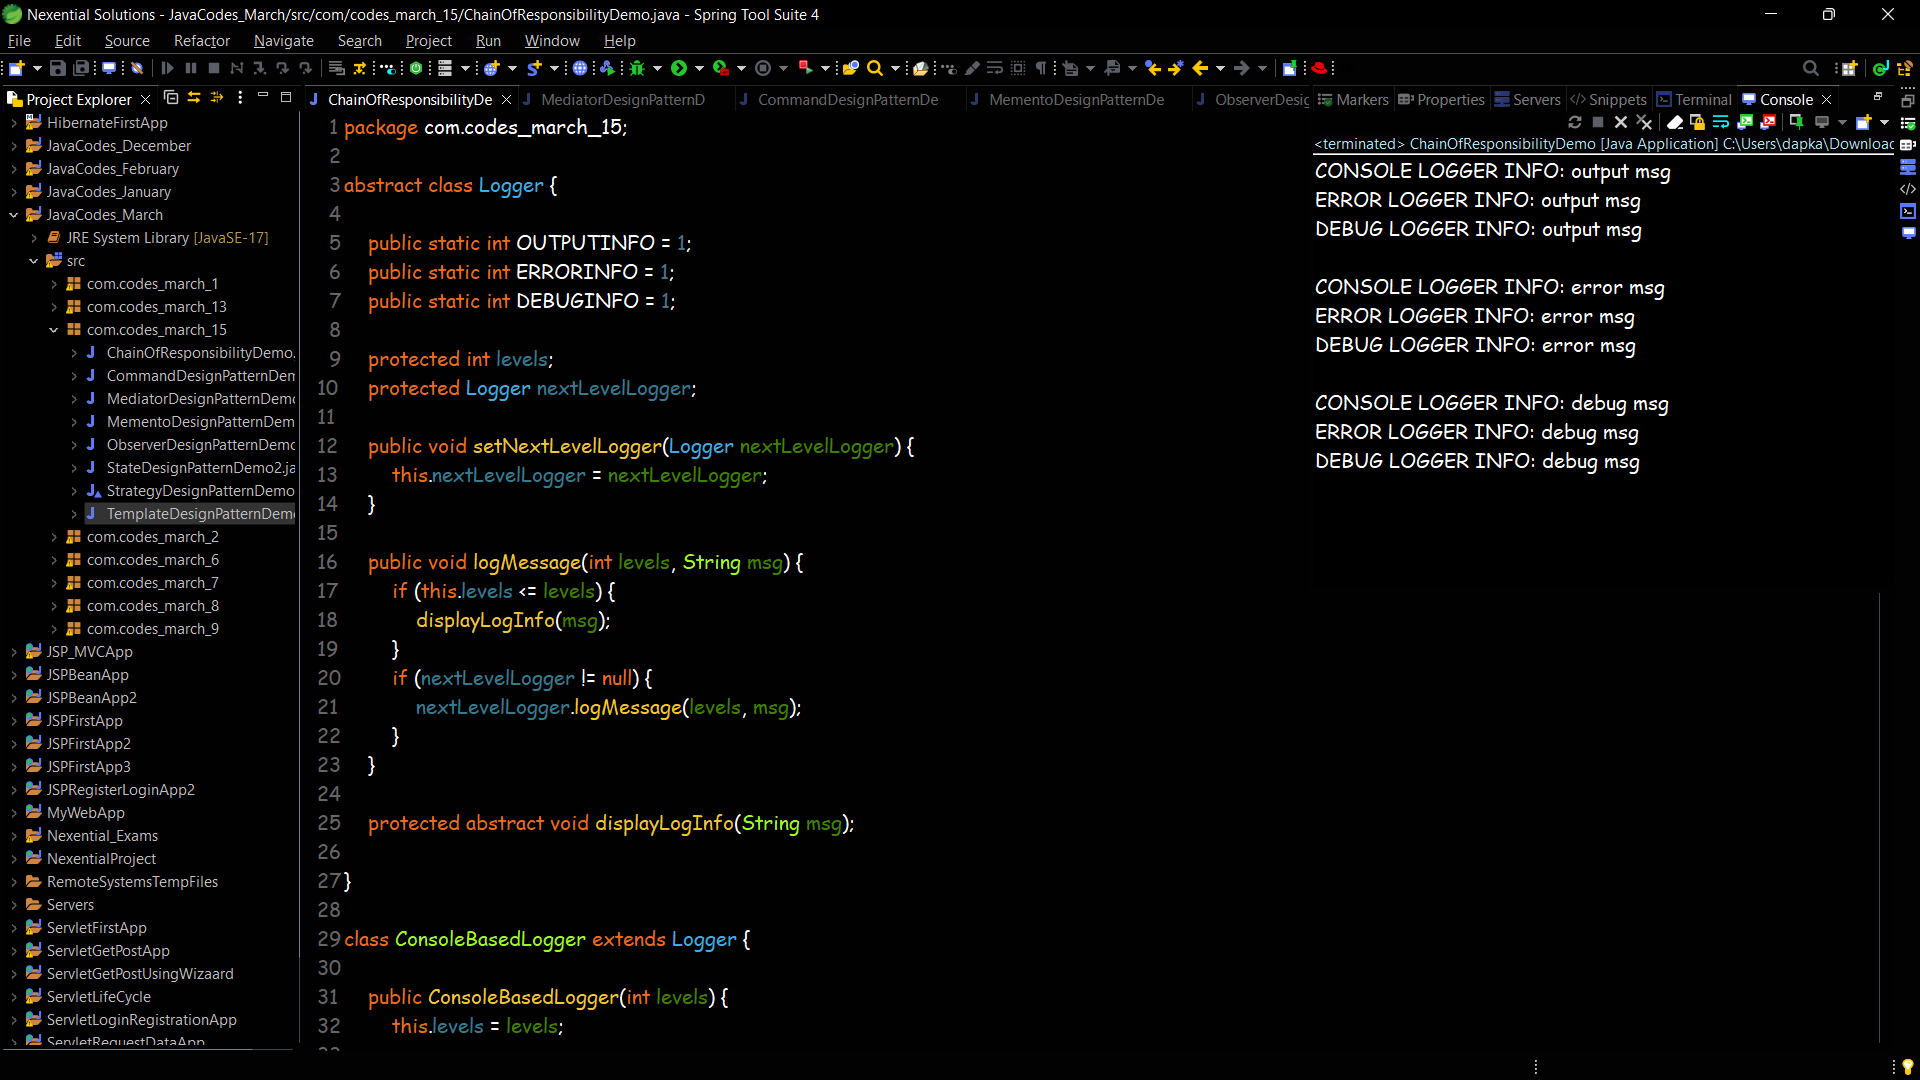 Nexential Solutions - JavaCodes_March/src/com/codes_march_15/ChainOfResponsibilityDemo.java - Spring Tool Suite 4
File Edit Source Refactor Navigate Search Project Run Window Help
Project Explorer
HibernateFirstApp
JavaCodes_December
JavaCodes_February
JavaCodes_January
JavaCodes_March
JRE System Library [JavaSE-17]
src
com.codes_march_1
com.codes_march_13
com.codes_march_15
ChainOfResponsibilityDemo.
CommandDesignPatternDem
MediatorDesignPatternDemo
MementoDesignPatternDem
ObserverDesignPatternDemo
StateDesignPatternDemo2.ja
StrategyDesignPatternDemo
TemplateDesignPatternDemo
com.codes_march_2
com.codes_march_6
com.codes_march_7
com.codes_march_8
com.codes_march_9
JSP_MVCApp
JSPBeanApp
JSPBeanApp2
JSPFirstApp
JSPFirstApp2
JSPFirstApp3
JSPRegisterLoginApp2
MyWebApp
Nexential_Exams
NexentialProject
RemoteSystemsTempFiles
Servers
ServletFirstApp
ServletGetPostApp
ServletGetPostUsingWizaard
ServletLifeCycle
ServletLoginRegistrationApp
ServletRequestDataApp
ChainOfResponsibilityDe MediatorDesignPatternD CommandDesignPatternDe MementoDesignPatternDe ObserverDesig
1 package com.codes_march_15;
2
3 abstract class Logger {
4
5 public static int OUTPUTINFO = 1;
6 public static int ERRORINFO = 1;
7 public static int DEBUGINFO = 1;
8
9 protected int levels;
10 protected Logger nextLevelLogger;
11
12 public void setNextLevelLogger(Logger nextLevelLogger) {
13 this.nextLevelLogger = nextLevelLogger;
14 }
15
16 public void logMessage(int levels, String msg) {
17 if (this.levels <= levels) {
18 displayLogInfo(msg);
19 }
20 if (nextLevelLogger != null) {
21 nextLevelLogger.logMessage(levels, msg);
22 }
23 }
24
25 protected abstract void displayLogInfo(String msg);
26
27 }
28
29 class ConsoleBasedLogger extends Logger {
30
31 public ConsoleBasedLogger(int levels) {
32 this.levels = levels;
Markers Properties Servers Snippets Terminal Console
<terminated> ChainOfResponsibilityDemo [Java Application] C:\Users\dapka\Downloac
CONSOLE LOGGER INFO: output msg
ERROR LOGGER INFO: output msg
DEBUG LOGGER INFO: output msg
CONSOLE LOGGER INFO: error msg
ERROR LOGGER INFO: error msg
DEBUG LOGGER INFO: error msg
CONSOLE LOGGER INFO: debug msg
ERROR LOGGER INFO: debug msg
DEBUG LOGGER INFO: debug msg